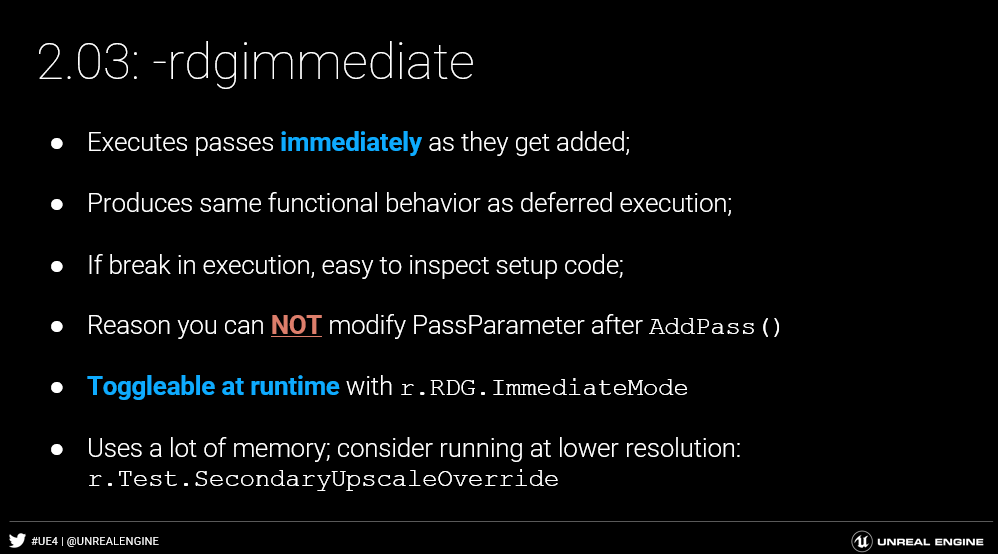 2.03: -rdgimmediate
● Executes passes immediately as they get added;
● Produces same functional behavior as deferred execution;
● If break in execution, easy to inspect setup code;
● Reason you can NOT modify PassParameter after AddPass()
● Toggleable at runtime with r.RDG.ImmediateMode
● Uses a lot of memory; consider running at lower resolution:
r.Test.SecondaryUpscaleOverride
#UE4 | @UNREALENGINE
UNREAL ENGINE